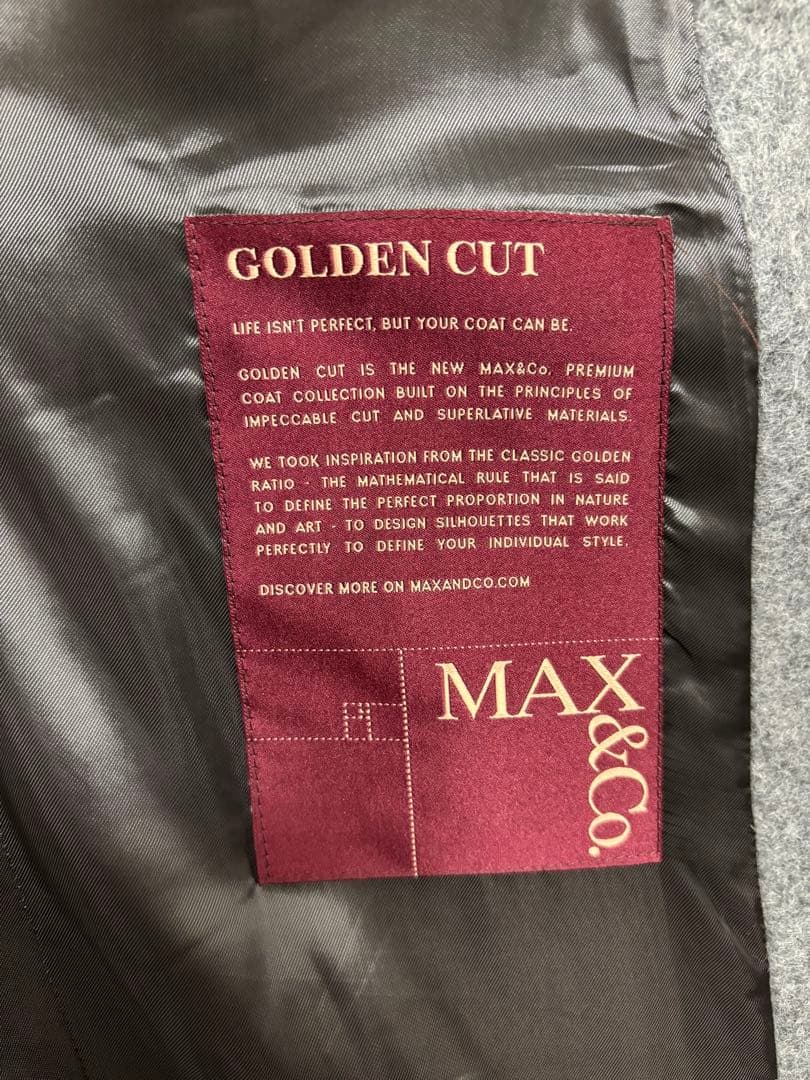 GOLDEN CUT
LIFE ISN'T PERFECT, BUT YOUR COAT CAN BE.
GOLDEN CUT IS THE NEW MAX&Co. PREMIUM
COAT COLLECTION BUILT ON THE PRINCIPLES OF
IMPECCABLE CUT AND SUPERLATIVE MATERIALS.
WE TOOK INSPIRATION FROM THE CLASSIC GOLDEN
RATIO - THE MATHEMATICAL RULE THAT IS SAID
TO DEFINE THE PERFECT PROPORTION IN NATURE
AND ART - TO DESIGN SILHOUETTES THAT WORK
PERFECTLY TO DEFINE YOUR INDIVIDUAL STYLE.
DISCOVER MORE ON MAXANDCO.COM
MAX
&Co.